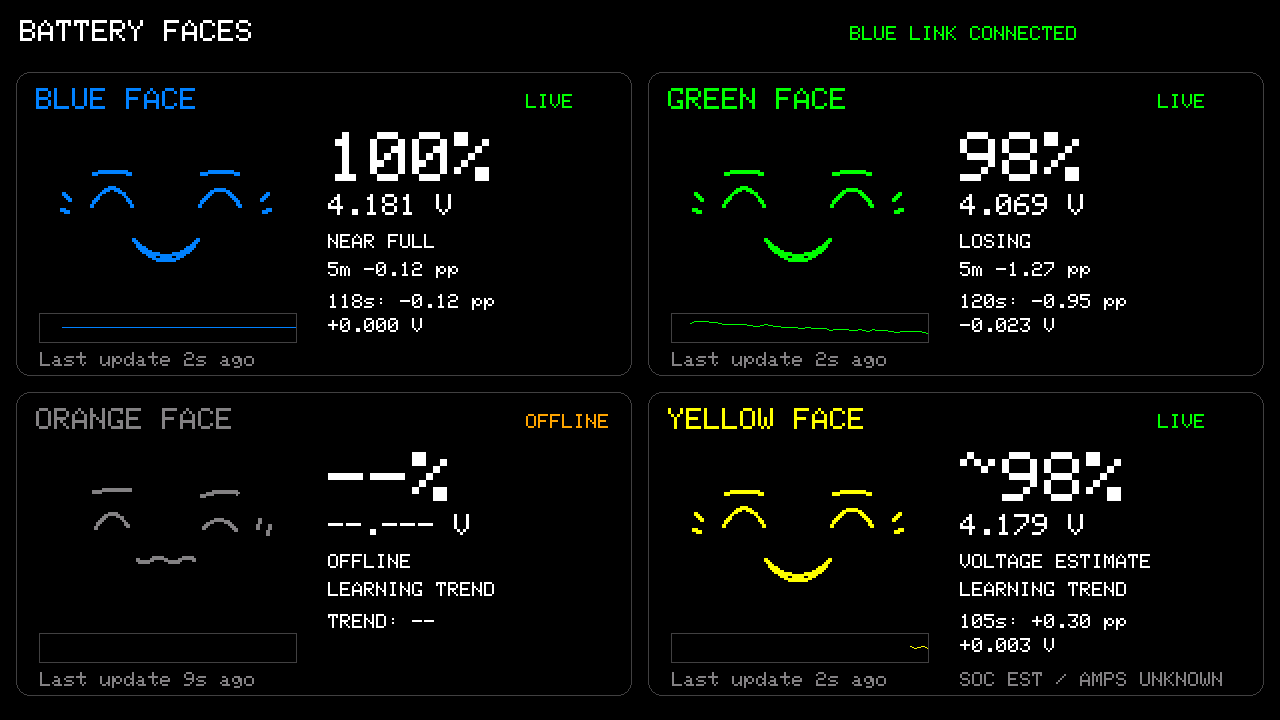 BATTERY FACES
BLUE LINK CONNECTED
BLUE FACE
LIVE
100%
4.181 V
NEAR FULL
5m -0.12 pp
118s: -0.12 pp
+0.000 V
Last update 2s ago
GREEN FACE
LIVE
98%
4.069 V
LOSING
5m -1.27 pp
120s: -0.95 pp
-0.023 V
Last update 2s ago
ORANGE FACE
OFFLINE
--%
--.--- V
OFFLINE
LEARNING TREND
TREND: --
Last update 9s ago
YELLOW FACE
LIVE
~98%
4.179 V
VOLTAGE ESTIMATE
LEARNING TREND
105s: +0.30 pp
+0.003 V
Last update 2s ago
SOC EST / AMPS UNKNOWN